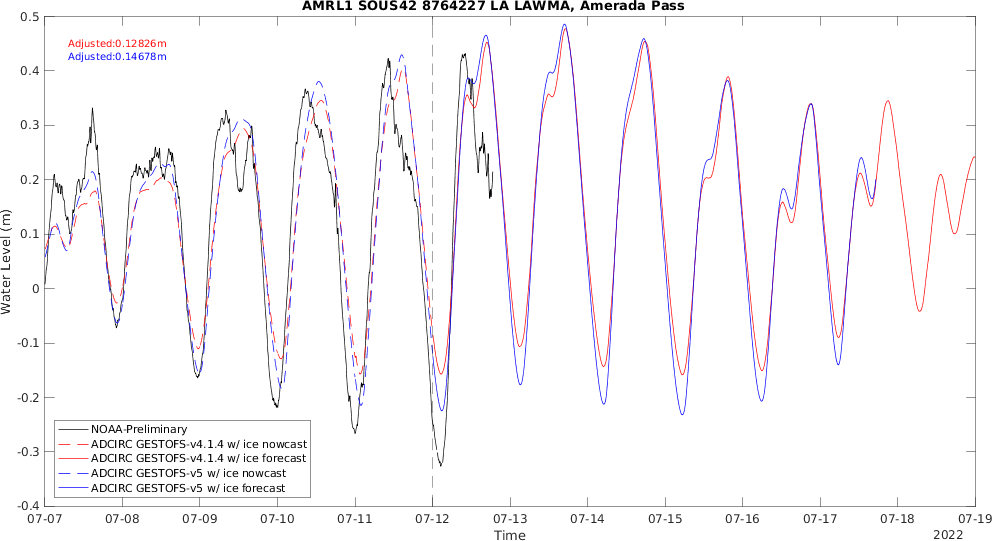 AMRL1 SOUS42 8764227 LA LAWMA, Amerada Pass
Adjusted:0.12826m
Adjusted:0.14678m
Water Level (m)
0.5
0.4
0.3
0.2
0.1
0
-0.1
-0.2
-0.3
-0.4
NOAA-Preliminary
ADCIRC GESTOFS-v4.1.4 w/ ice nowcast
ADCIRC GESTOFS-v4.1.4 w/ ice forecast
ADCIRC GESTOFS-v5 w/ ice nowcast
ADCIRC GESTOFS-v5 w/ ice forecast
07-07 07-08 07-09 07-10 07-11 07-12 07-13 07-14 07-15 07-16 07-17 07-18 07-19
Time
2022